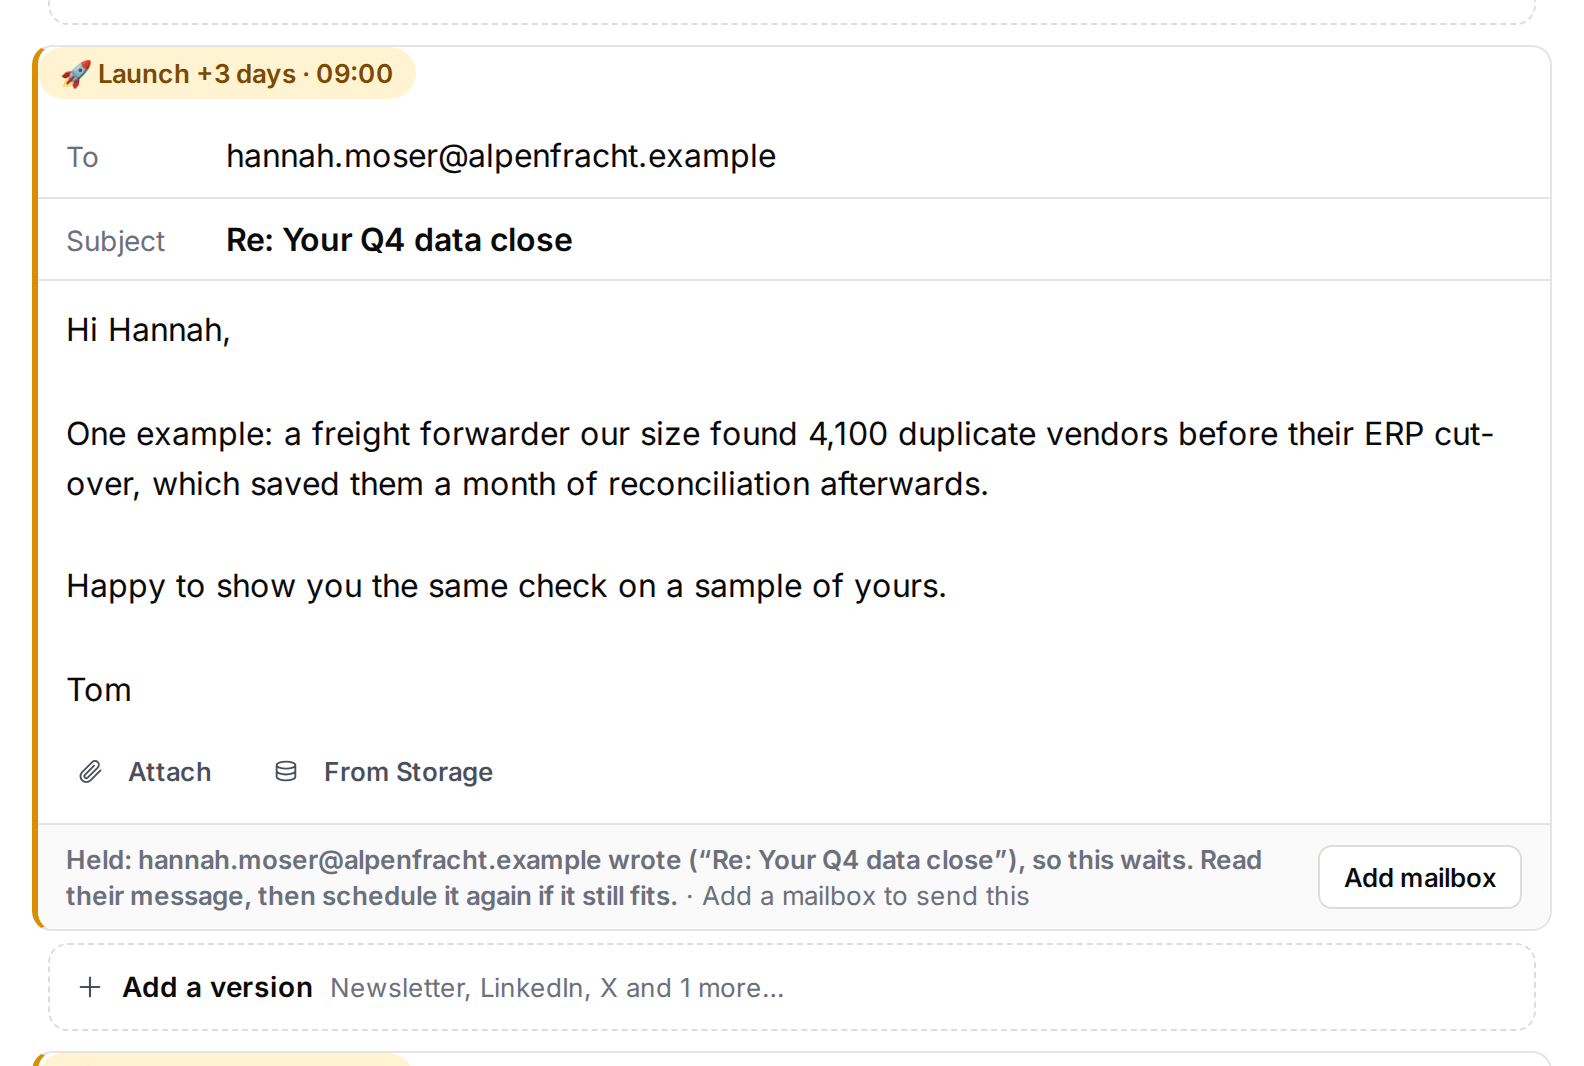 🚀 Launch +3 days · 09:00
To hannah.moser@alpenfracht.example
Subject Re: Your Q4 data close
Hi Hannah,
One example: a freight forwarder our size found 4,100 duplicate vendors before their ERP cut-
over, which saved them a month of reconciliation afterwards.
Happy to show you the same check on a sample of yours.
Tom
Attach From Storage
Held: hannah.moser@alpenfracht.example wrote (“Re: Your Q4 data close”), so this waits. Read
their message, then schedule it again if it still fits. · Add a mailbox to send this
Add mailbox
Add a version Newsletter, LinkedIn, X and 1 more...